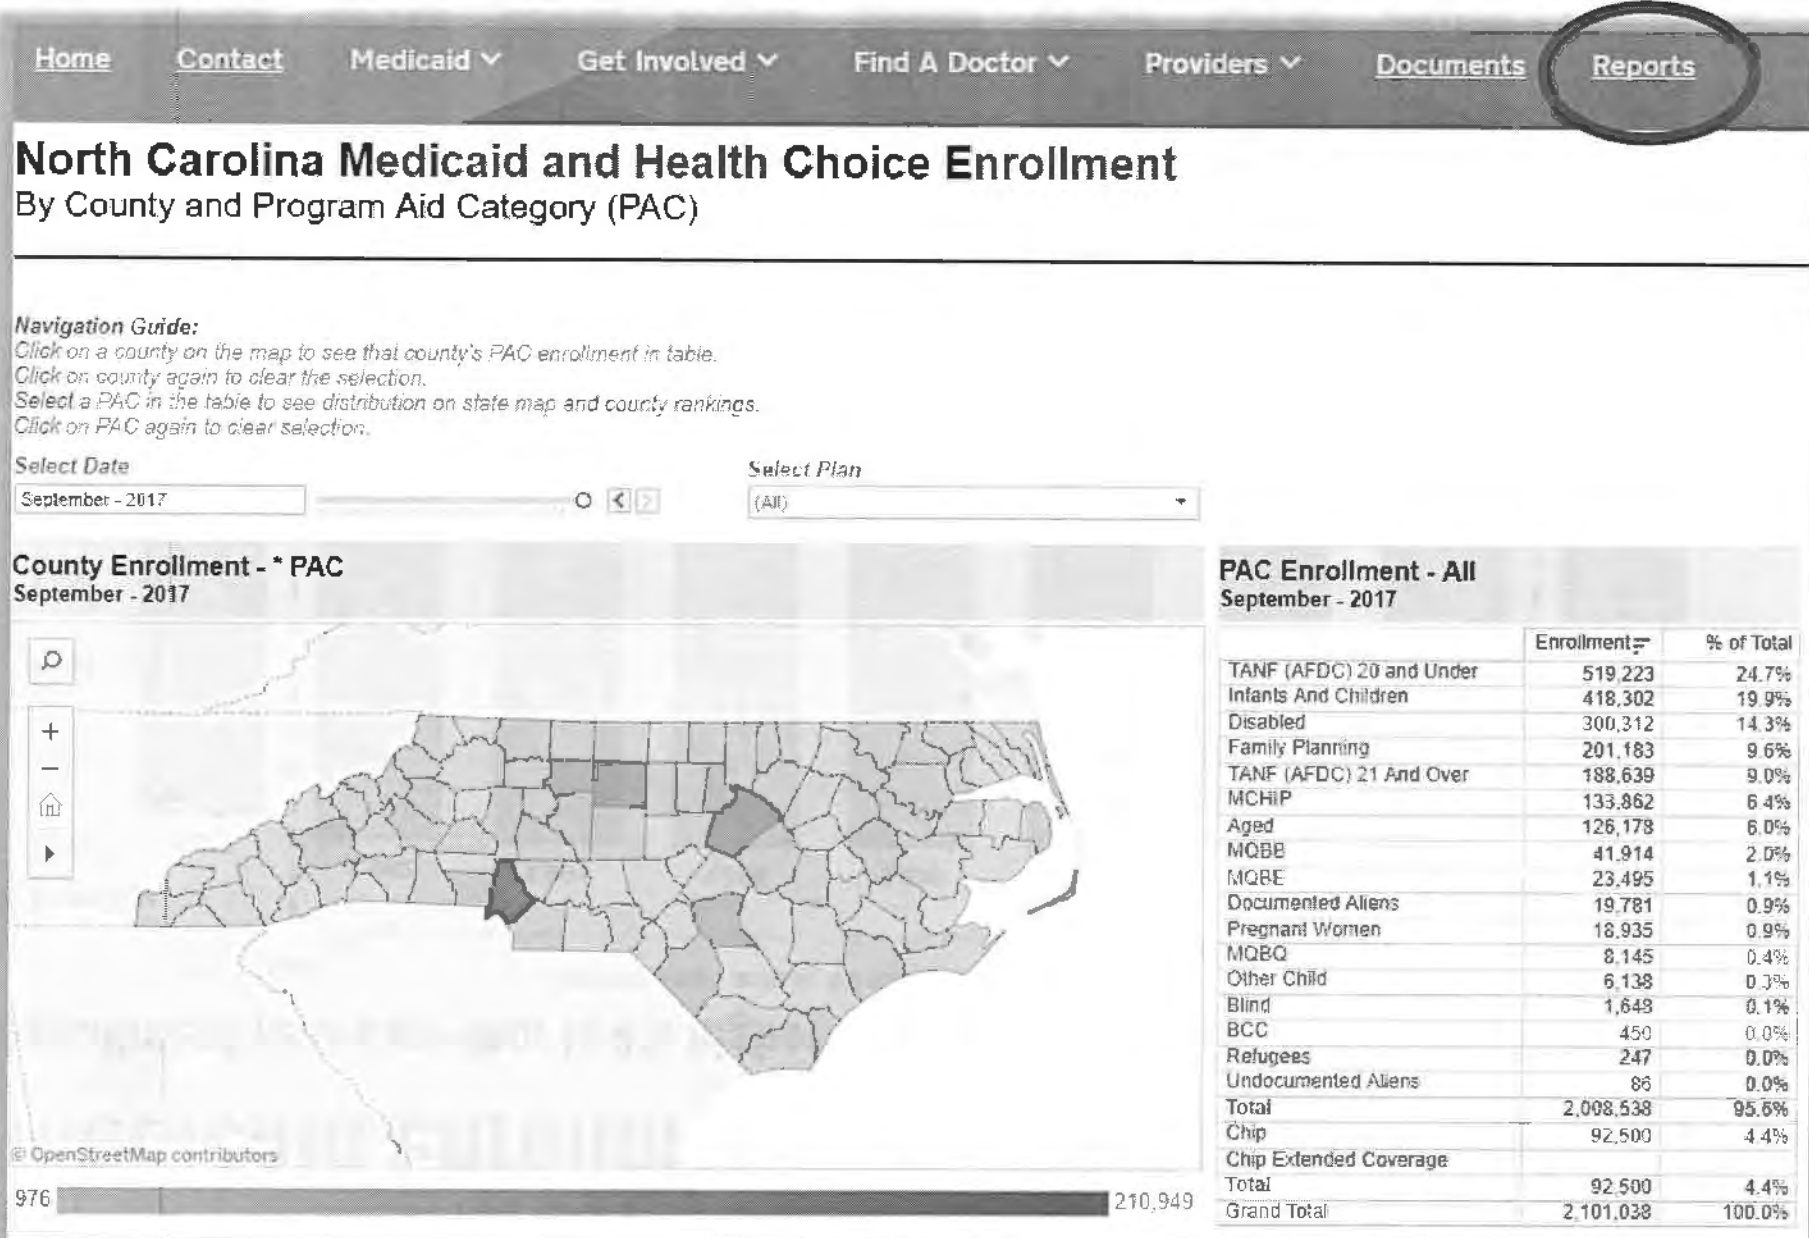 Home Contact Medicaid Get Involved Find A Doctor Providers Documents Reports
North Carolina Medicaid and Health Choice Enrollment
By County and Program Aid Category (PAC)
Navigation Guide:
Click on a county on the map to see that county's PAC enrollment in table.
Click on county again to clear the selection.
Select a PAC in the table to see distribution on state map and county rankings.
Click on PAC again to clear selection.
Select Date
September - 2017
Select Plan
(All)
County Enrollment - * PAC
September - 2017
PAC Enrollment - All
September - 2017
Enrollment % of Total
TANF (AFDC) 20 and Under 519,223 24.7%
Infants And Children 418,302 19.9%
Disabled 300,312 14.3%
Family Planning 201,183 9.6%
TANF (AFDC) 21 And Over 188,639 9.0%
MCHIP 133,862 6.4%
Aged 126,178 6.0%
MQBB 41,914 2.0%
MQBE 23,495 1.1%
Documented Aliens 19,781 0.9%
Pregnant Women 18,935 0.9%
MQBQ 8,145 0.4%
Other Child 6,138 0.3%
Blind 1,648 0.1%
BCC 450 0.0%
Refugees 247 0.0%
Undocumented Aliens 86 0.0%
Total 2,008,538 95.6%
Chip 92,500 4.4%
Chip Extended Coverage
Total 92,500 4.4%
Grand Total 2,101,038 100.0%
© OpenStreetMap contributors
976 210,949